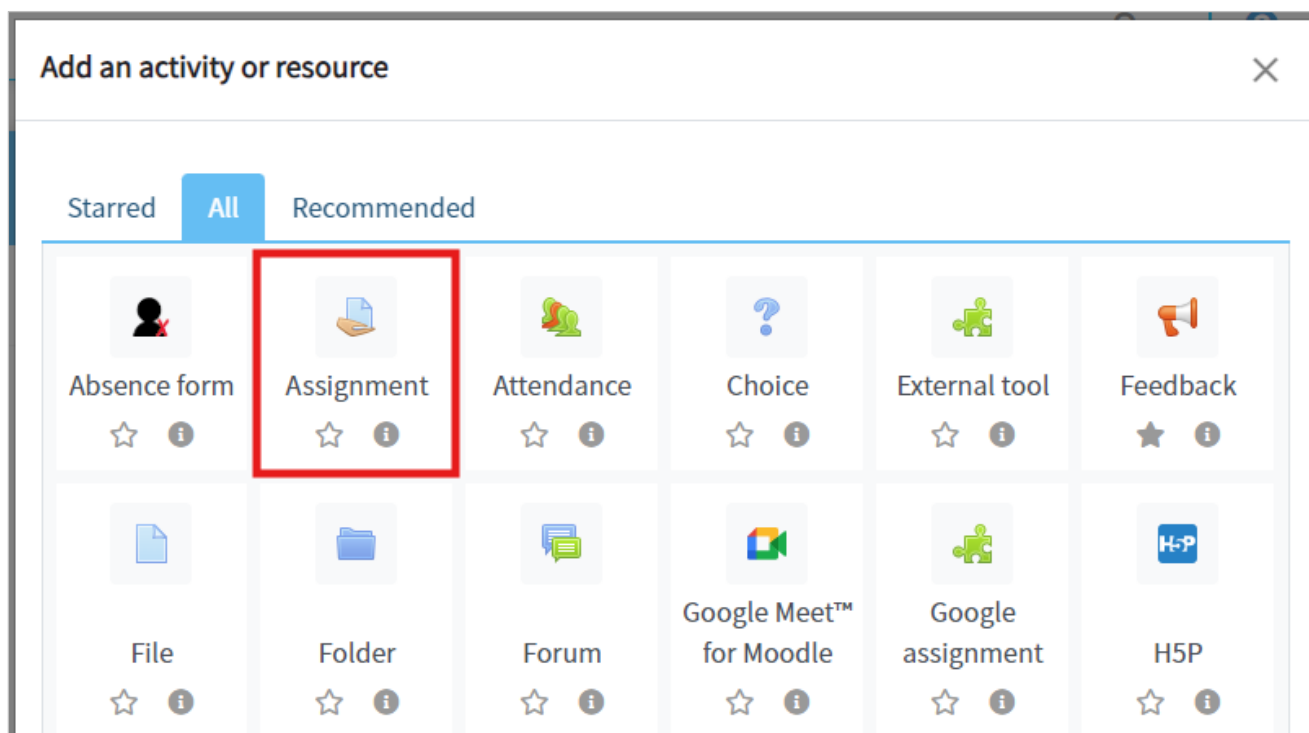 Add an activity or resource
Starred All Recommended
Absence form Assignment Attendance Choice External tool Feedback
File Folder Forum Google Meet™ for Moodle Google assignment H5P
H-P